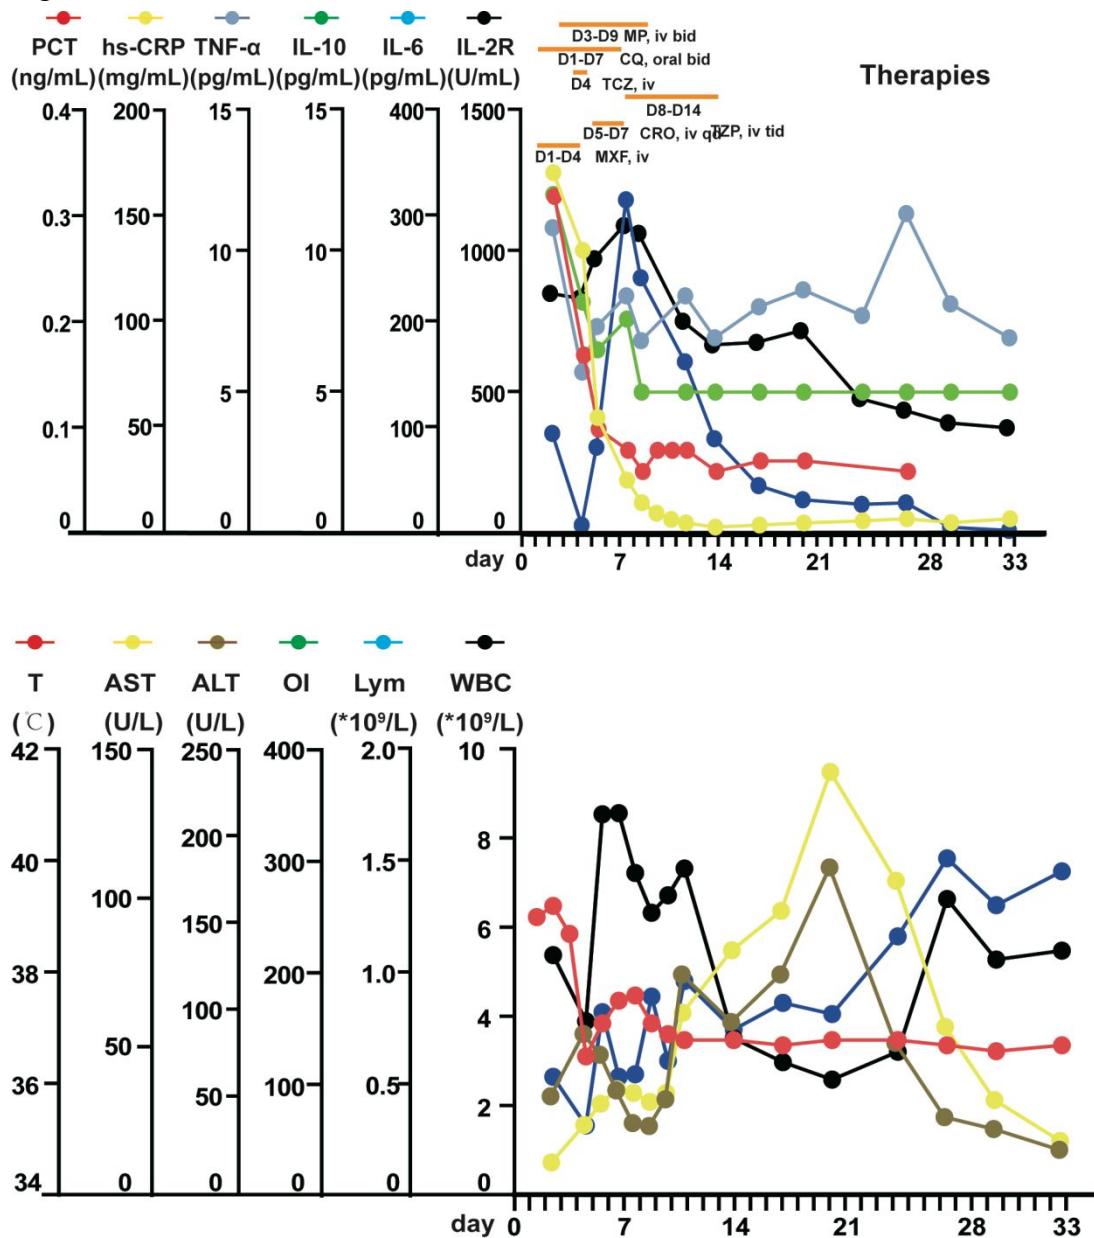 D3-D9 MP, iv bid
PCT hs-CRP TNF-α IL-10 IL-6 IL-2R
D1-D7 CQ, oral bid
(ng/mL) (mg/mL) (pg/mL) (pg/mL) (pg/mL) (U/mL)
D4 TCZ, iv
Therapies
D8-D14
0.4 200 15 15 400 1500
D5-D7 CRO, iv qd TZP, iv tid
D1-D4 MXF, iv
0.3 150 10 10 300 1000
0.2 100 200
5 5 500
0.1 50 100
0 0 0 0 0 0
day 0 7 14 21 28 33
T AST ALT OI Lym WBC
(℃) (U/L) (U/L) (*10⁹/L) (*10⁹/L)
42 150 250 400 2.0 10
200 8
40 300 1.5
100 150 6
38 200 1.0
100 4
50
36 50 100 0.5 2
34 0 0 0 0 0
day 0 7 14 21 28 33